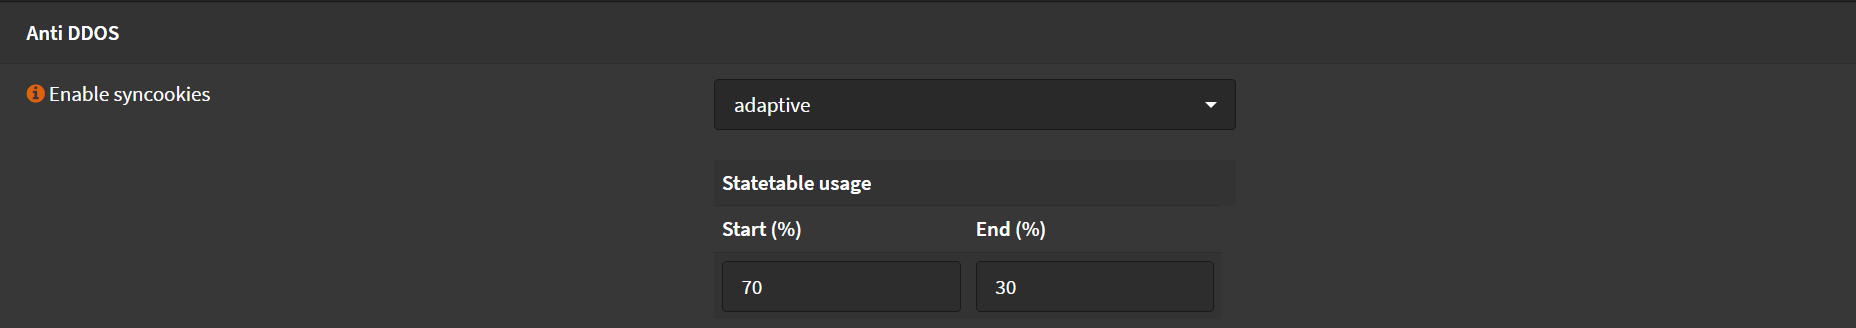 Anti DDOS
Enable syncookies
adaptive
Statetable usage
Start (%) End (%)
70 30